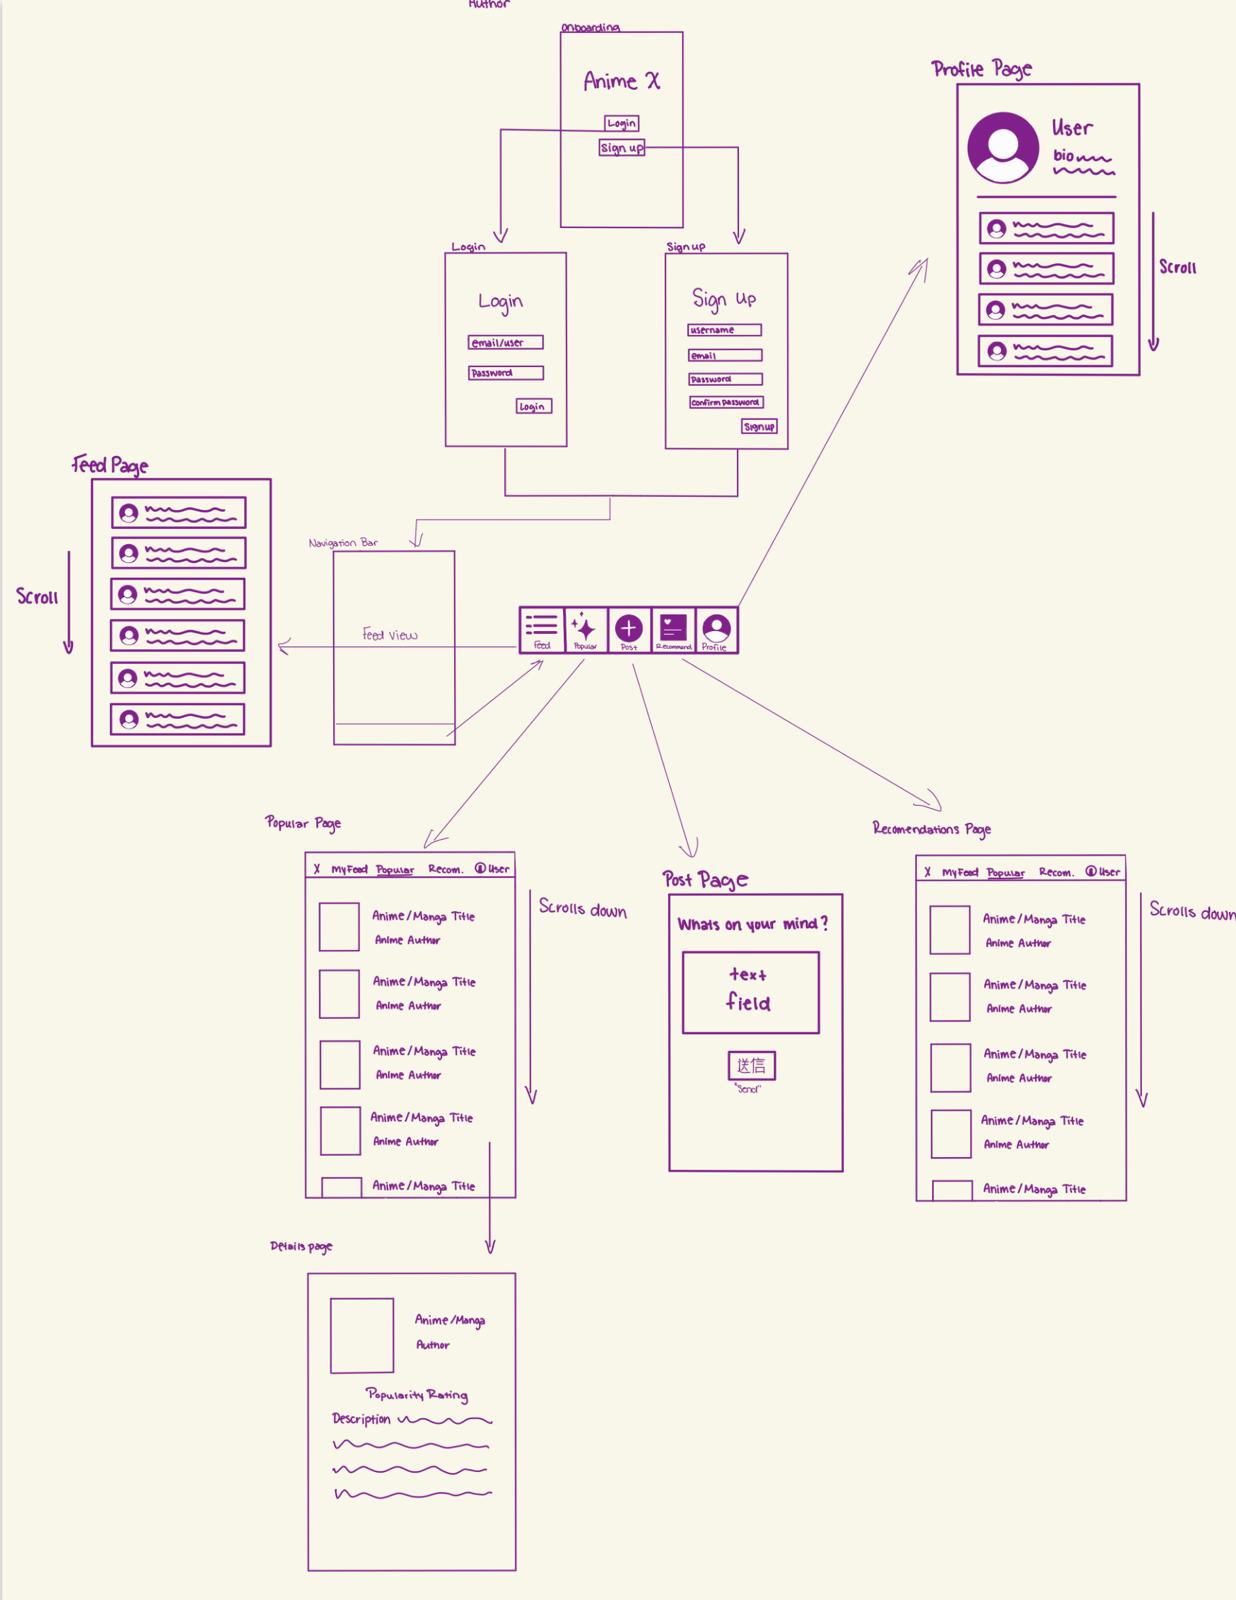 Author
Onboarding
Anime X
Login
Sign up
Profile Page
User
bio
Scroll
Login
Login
email/user
Password
Login
Sign up
Sign Up
username
email
Password
confirm password
Signup
Feed Page
Scroll
Navigation Bar
Feed view
Feed
Popular
Post
Recommend
Profile
Popular Page
X MyFeed Popular Recom. User
Anime/Manga Title
Anime Author
Anime/Manga Title
Anime Author
Anime/Manga Title
Anime Author
Anime/Manga Title
Anime Author
Anime/Manga Title
Scrolls down
Post Page
Whats on your mind?
text
field
送信
"Send"
Recomendations Page
X MyFeed Popular Recom. User
Anime/Manga Title
Anime Author
Anime/Manga Title
Anime Author
Anime/Manga Title
Anime Author
Anime/Manga Title
Anime Author
Anime/Manga Title
Scrolls down
Details page
Anime/Manga
Author
Popularity Rating
Description